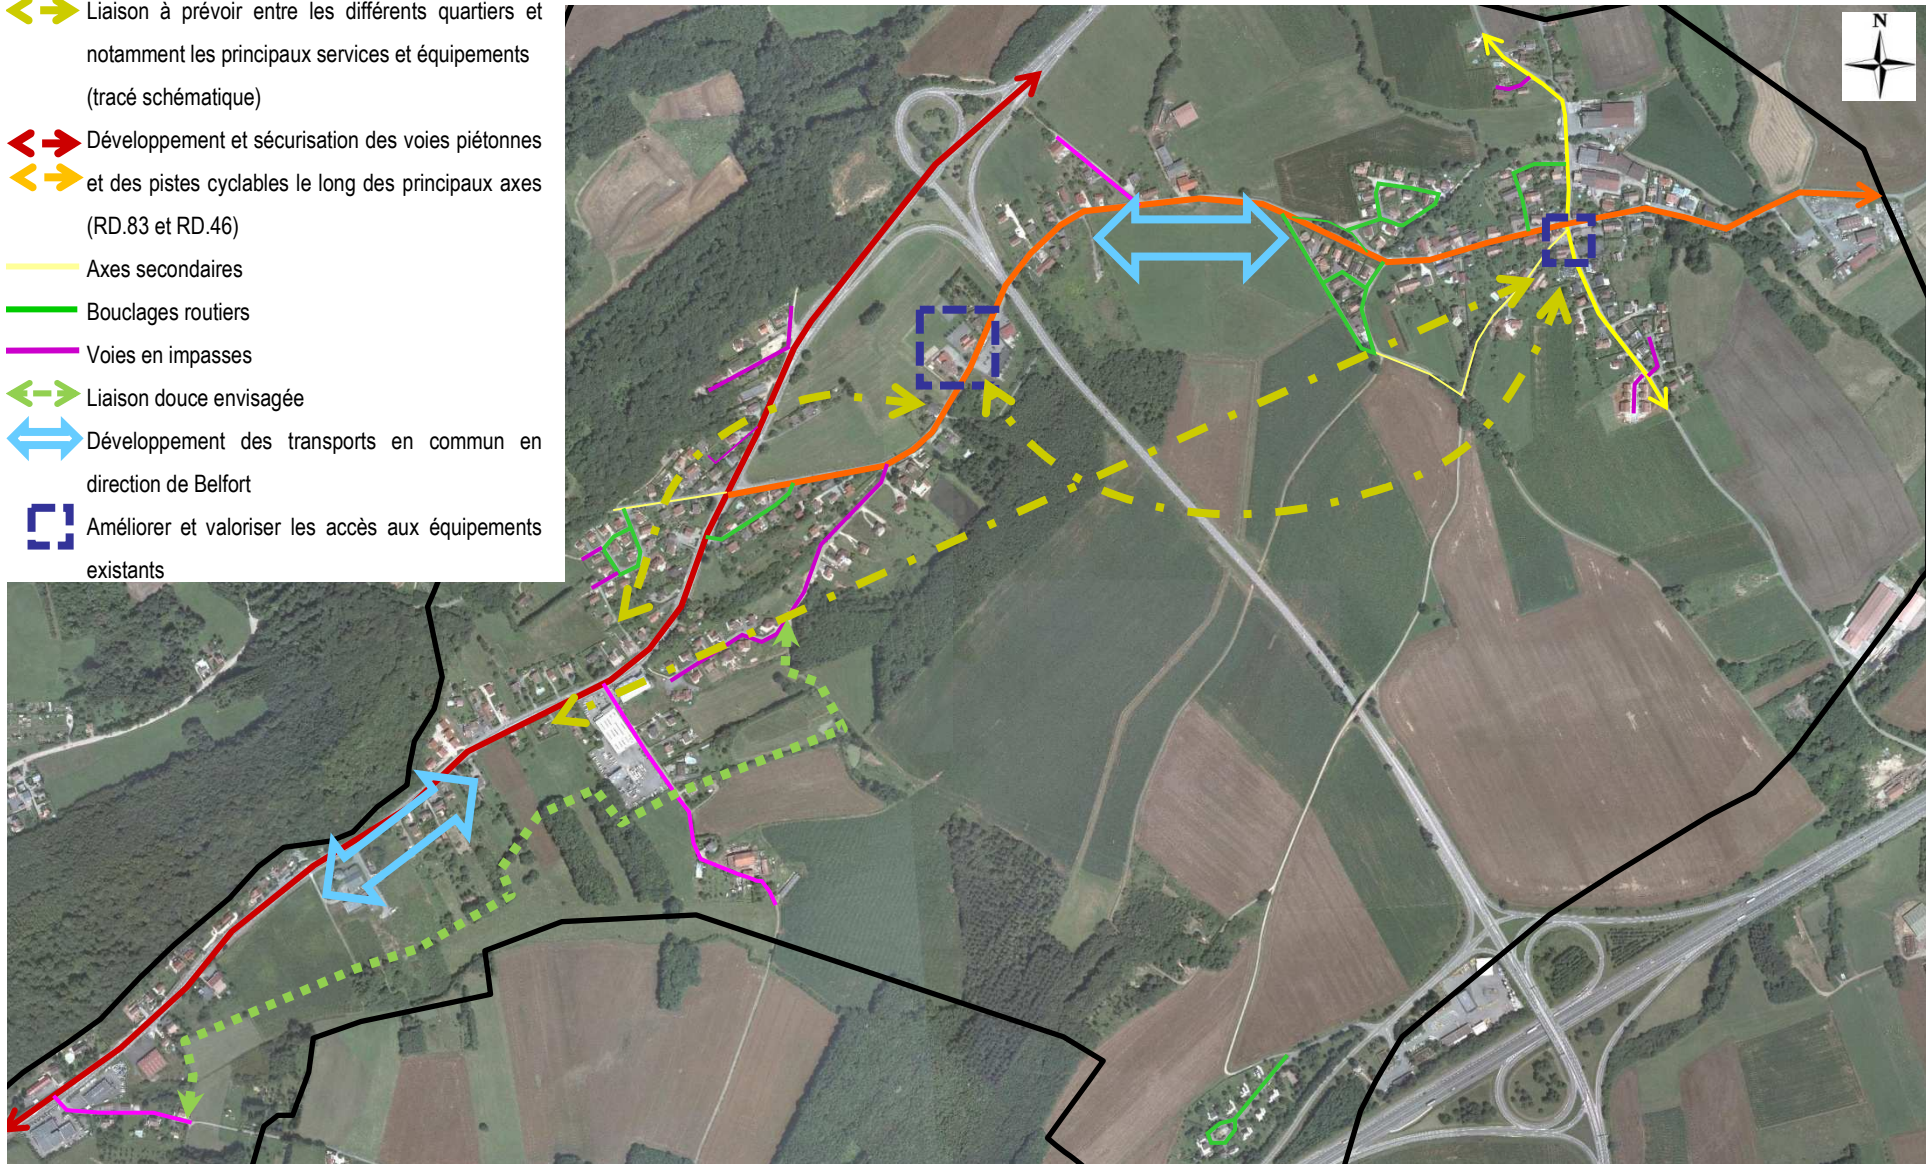 Liaison à prévoir entre les différents quartiers et
notamment les principaux services et équipements
(tracé schématique)
Développement et sécurisation des voies piétonnes
et des pistes cyclables le long des principaux axes
(RD.83 et RD.46)
Axes secondaires
Bouclages routiers
Voies en impasses
Liaison douce envisagée
Développement des transports en commun en
direction de Belfort
Améliorer et valoriser les accès aux équipements
existants
N